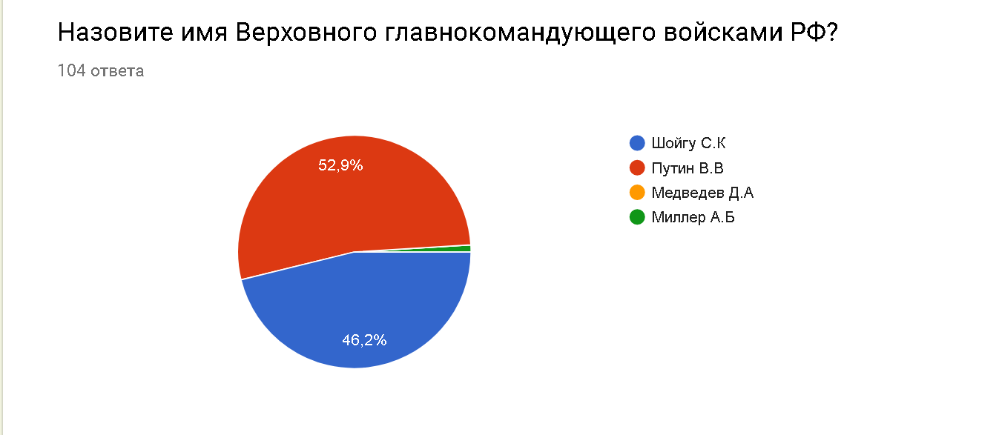 Назовите имя Верховного главнокомандующего войсками РФ?
104 ответа
52,9%
46,2%
Шойгу С.К
Путин В.В
Медведев Д.А
Миллер А.Б